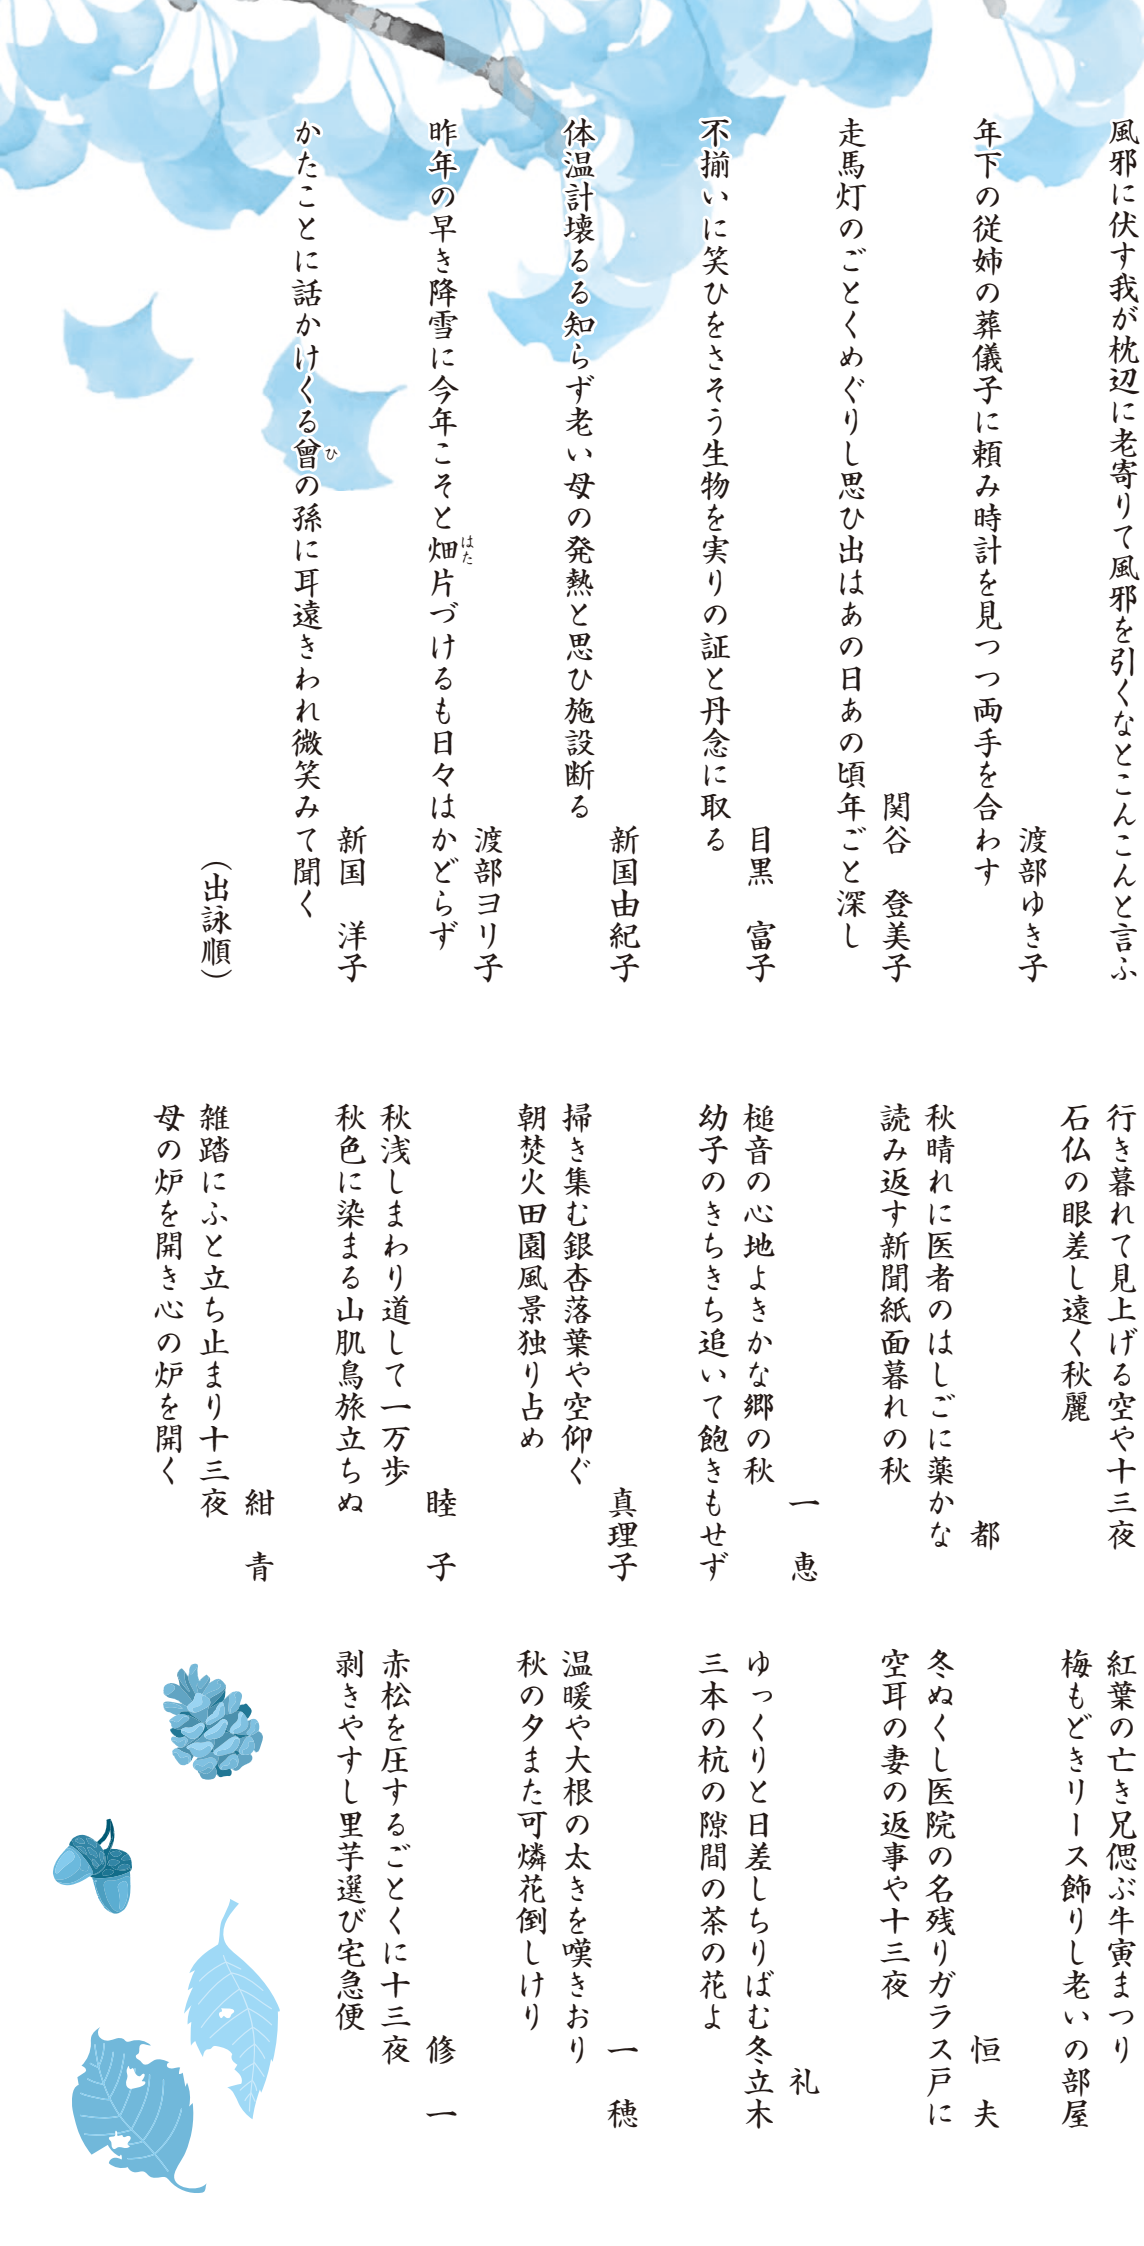 風邪に伏す我が枕辺に老寄りて風邪を引くなとこんこんと言ふ
渡部ゆき子
年下の従姉の葬儀子に頼み時計を見つつ両手を合わす
関谷　登美子
走馬灯のごとくめぐりし思ひ出はあの日あの頃年ごと深し
目黒　富子
不揃いに笑ひをさそう生物を実りの証と丹念に取る
新国由紀子
体温計壊るる知らず老い母の発熱と思ひ施設断る
渡部ヨリ子
昨年の早き降雪に今年こそと畑はた片づけるも日々はかどらず
新国　洋子
かたことに話かけくる曾ひの孫に耳遠きわれ微笑みて聞く
（出詠順）
行き暮れて見上げる空や十三夜
石仏の眼差し遠く秋麗
都
秋晴れに医者のはしごに薬かな
読み返す新聞紙面暮れの秋
一　恵
槌音の心地よきかな郷の秋
幼子のきちきち追いて飽きもせず
真理子
掃き集む銀杏落葉や空仰ぐ
朝焚火田園風景独り占め
睦　子
秋浅しまわり道して一万歩
秋色に染まる山肌鳥旅立ちぬ
紺　青
雑踏にふと立ち止まり十三夜
母の炉を開き心の炉を開く
紅葉の亡き兄偲ぶ牛寅まつり
梅もどきリース飾りし老いの部屋
恒　夫
冬ぬくし医院の名残りガラス戸に
空耳の妻の返事や十三夜
礼
ゆっくりと日差しちりばむ冬立木
三本の杭の隙間の茶の花よ
一　穂
温暖や大根の太きを嘆きおり
秋の夕また可憐花倒しけり
修　一
赤松を圧するごとくに十三夜
剥きやすし里芋選び宅急便